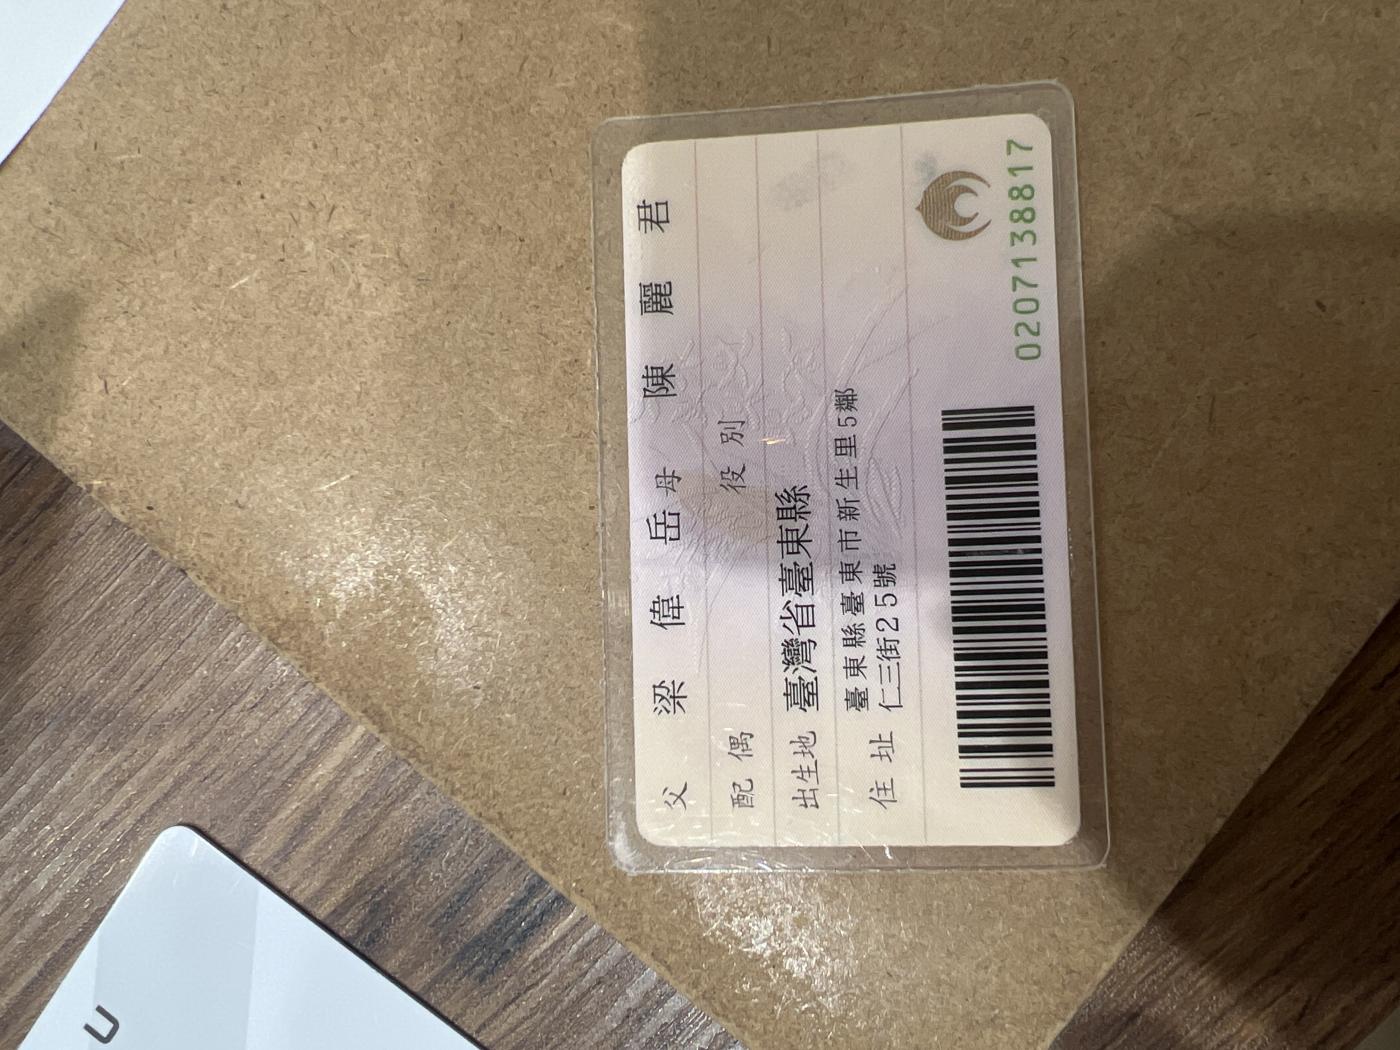 父 梁偉岳 母 陳麗君
配偶 役別
出生地 臺灣省臺東縣
住址 臺東縣臺東市新生里5鄰
仁三街25號
0207138817
U